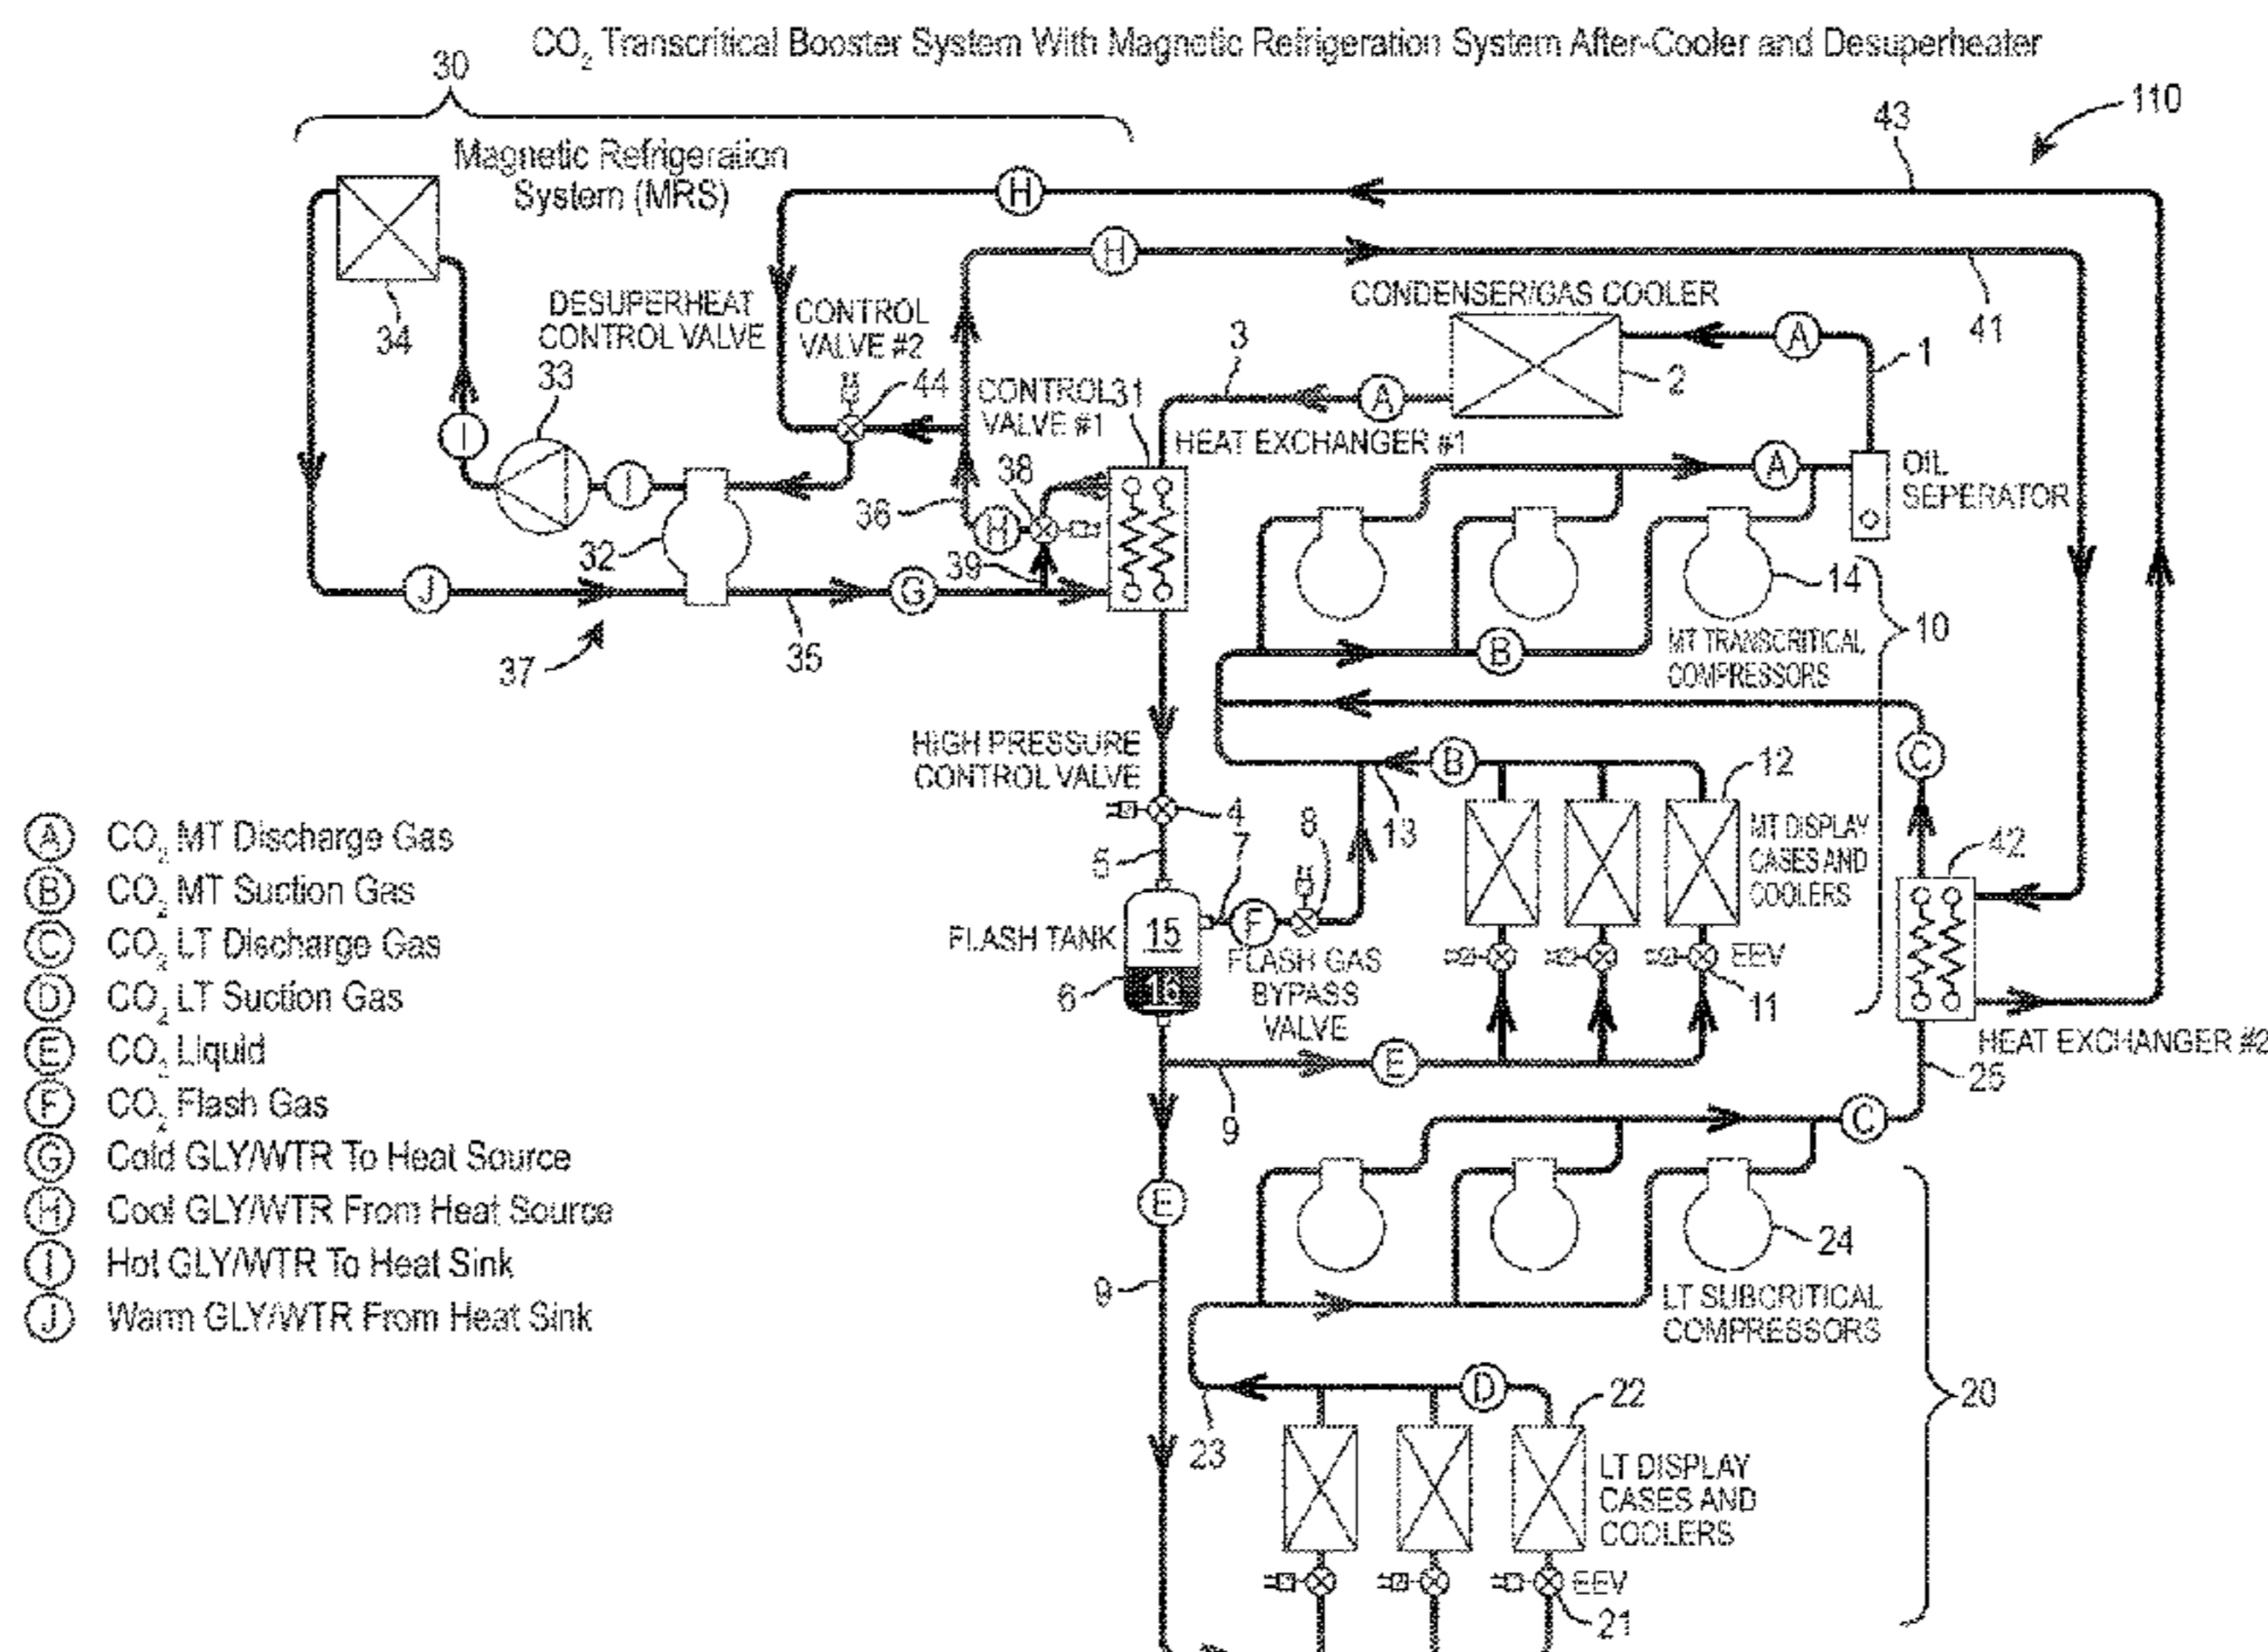 CO₂ Transcritical Booster System With Magnetic Refrigeration System After-Cooler and Desuperheater
30
110
43
Magnetic Refrigeration
System (MRS)
H
H
34
DESUPERHEAT
CONTROL VALVE
CONTROL
VALVE #2
CONDENSER/GAS COOLER
41
3
A
1
2
33
44
CONTROL
VALVE #1
31
A
I
HEAT EXCHANGER #1
I
38
A
OIL
SEPERATOR
36
H
32
39
14
J
G
10
35
37
B
MT TRANSCRITICAL
COMPRESSORS
HIGH PRESSURE
CONTROL VALVE
B
12
C
4
13
MT DISPLAY
CASES AND
COOLERS
5
7
8
42
FLASH TANK
15
F
6
16
FLASH GAS
BYPASS
VALVE
EEV
11
E
HEAT EXCHANGER #2
25
9
C
E
24
9
LT SUBCRITICAL
COMPRESSORS
D
22
20
23
LT DISPLAY
CASES AND
COOLERS
EEV
21
A CO₂ MT Discharge Gas
B CO₂ MT Suction Gas
C CO₂ LT Discharge Gas
D CO₂ LT Suction Gas
E CO₂ Liquid
F CO₂ Flash Gas
G Cold GLY/WTR To Heat Source
H Cool GLY/WTR From Heat Source
I Hot GLY/WTR To Heat Sink
J Warm GLY/WTR From Heat Sink